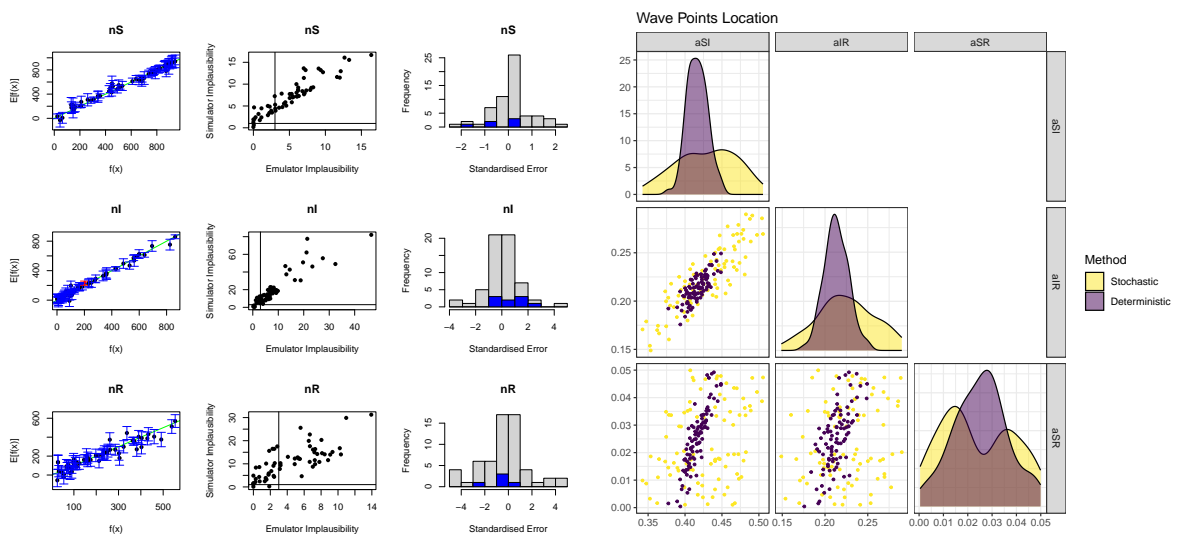 nS
E[f(x)]
0 400 800
0 200 400 600 800
f(x)
nS
Simulator Implausibility
0 5 10 15
0 5 10 15
Emulator Implausibility
nS
Frequency
0 5 15 25
−2 −1 0 1 2
Standardised Error
nI
E[f(x)]
0 400 800
0 200 400 600 800
f(x)
nI
Simulator Implausibility
0 20 40 60
0 10 20 30 40
Emulator Implausibility
nI
Frequency
0 5 10 20
−4 −2 0 2 4
Standardised Error
nR
E[f(x)]
0 200 600
100 300 500
f(x)
nR
Simulator Implausibility
0 10 20 30
0 2 4 6 8 10 14
Emulator Implausibility
nR
Frequency
0 5 10 15
−4 −2 0 2 4
Standardised Error
Wave Points Location
aSI aIR aSR
25
20
15
10
5
0
aSI
0.25
0.20
0.15
aIR
0.05
0.04
0.03
0.02
0.01
0.00
aSR
0.35 0.40 0.45 0.50
0.15 0.20 0.25
0.00 0.01 0.02 0.03 0.04 0.05
Method
Stochastic
Deterministic